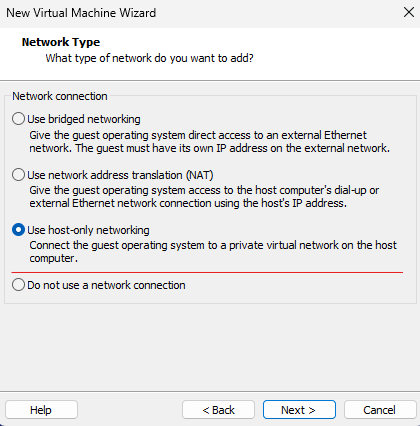 New Virtual Machine Wizard
Network Type
What type of network do you want to add?
Network connection
Use bridged networking
Give the guest operating system direct access to an external Ethernet
network. The guest must have its own IP address on the external network.
Use network address translation (NAT)
Give the guest operating system access to the host computer's dial-up or
external Ethernet network connection using the host's IP address.
Use host-only networking
Connect the guest operating system to a private virtual network on the host
computer.
Do not use a network connection
Help
< Back
Next >
Cancel